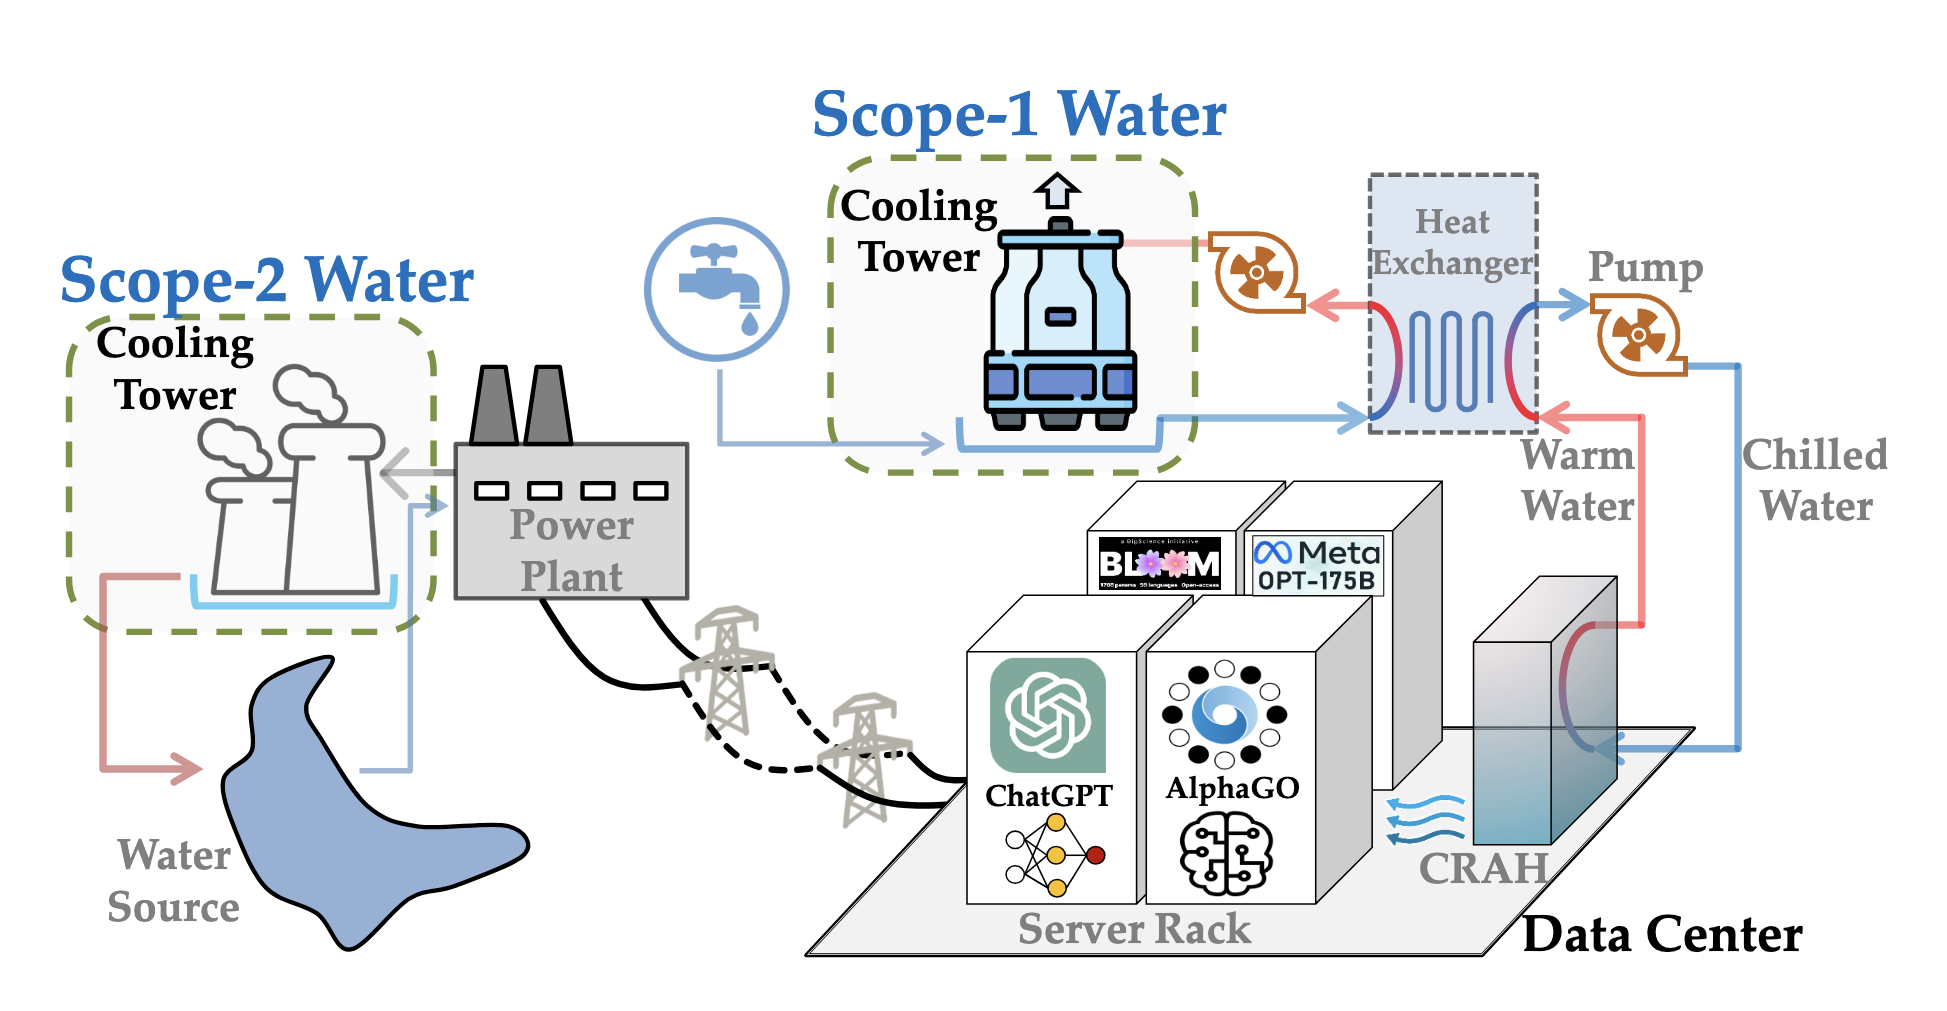 Scope-1 Water
Cooling
Tower
Heat
Exchanger
Pump
Scope-2 Water
Cooling
Tower
Power
Plant
Warm
Water
Chilled
Water
a BigScience initiative
BLOOM
176B params 59 languages Open-access
Meta
OPT-175B
ChatGPT
AlphaGO
Water
Source
CRAH
Server Rack
Data Center